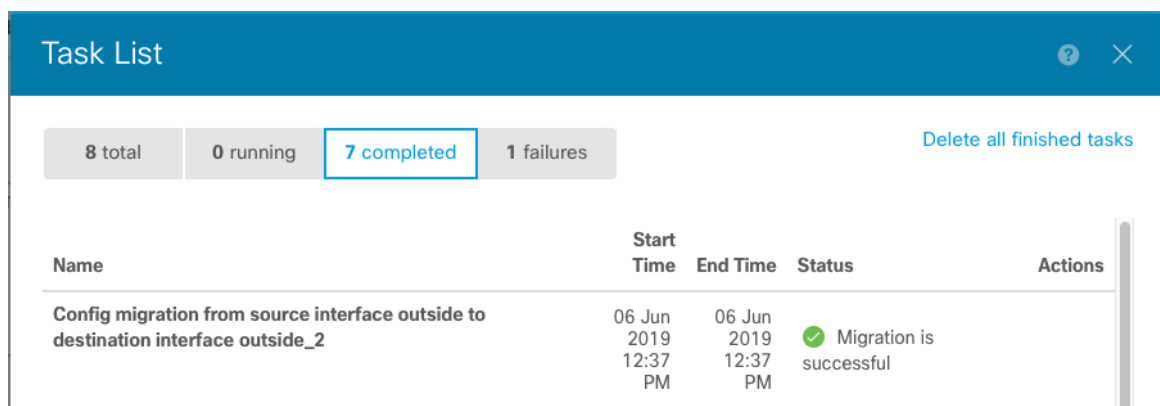 Task List
8 total 0 running 7 completed 1 failures
Delete all finished tasks
Start
Name Time End Time Status Actions
Config migration from source interface outside to
destination interface outside_2
06 Jun
2019
12:37
PM
06 Jun
2019
12:37
PM
Migration is
successful